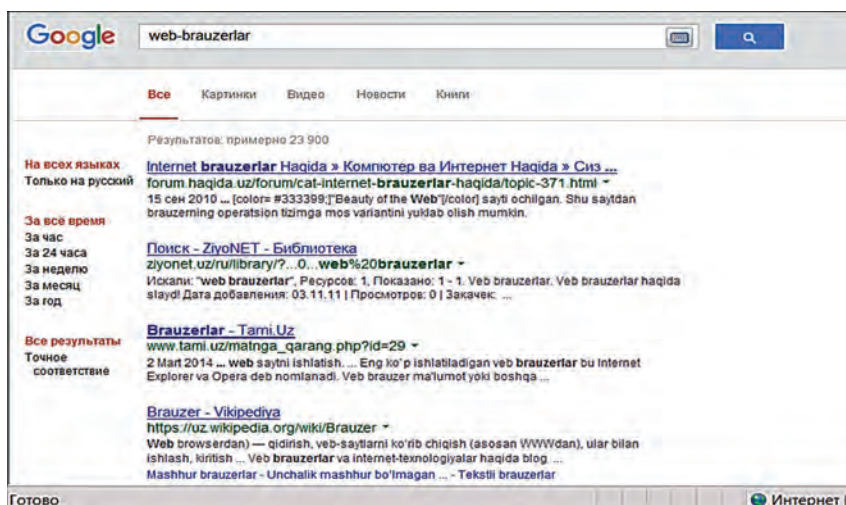 Google
web-brauzerlar
Все Картинки Видео Новости Книги
Результатов: примерно 23 900
На всех языках
Только на русский
За всё время
За час
За 24 часа
За неделю
За месяц
За год
Все результаты
Точное
соответствие
Internet brauzerlar Haqida » Компютер ва Интернет Haqida » Сиз ...
forum.haqida.uz/forum/cat-internet-brauzerlar-haqida/topic-371.html
15 сен 2010 ... [color= #333399;]"Beauty of the Web"[/color] sayti ochilgan. Shu saytdan
brauzerning operatsion tizimga mos variantini yuklab olish mumkin.
Поиск - ZiyoNET - Библиотека
ziyonet.uz/ru/library/?...0...web%20brauzerlar
Искали: "web brauzerlar", Ресурсов: 1, Показано: 1 - 1. Veb brauzerlar. Veb brauzerlar haqida
slayd! Дата добавления: 03.11.11 | Просмотров: 0 | Закачек: ...
Brauzerlar - Tami.Uz
www.tami.uz/matnga_qarang.php?id=29
2 Mart 2014 ... web saytni ishlatish. ... Eng ko`p ishlatiladigan veb brauzerlar bu Internet
Explorer va Opera deb nomlanadi. Veb brauzer ma'lumot yoki boshqa ...
Brauzer - Vikipediya
https://uz.wikipedia.org/wiki/Brauzer
Web browserdan) — qidirish, veb-saytlarni ko'rib chiqish (asosan WWWdan), ular bilan
ishlash, kiritish ... Veb brauzerlar va internet-texnologiyalar haqida blog ...
Mashhur brauzerlar - Unchalik mashhur bo'lmagan ... - Tekstli brauzerlar
Готово Интернет